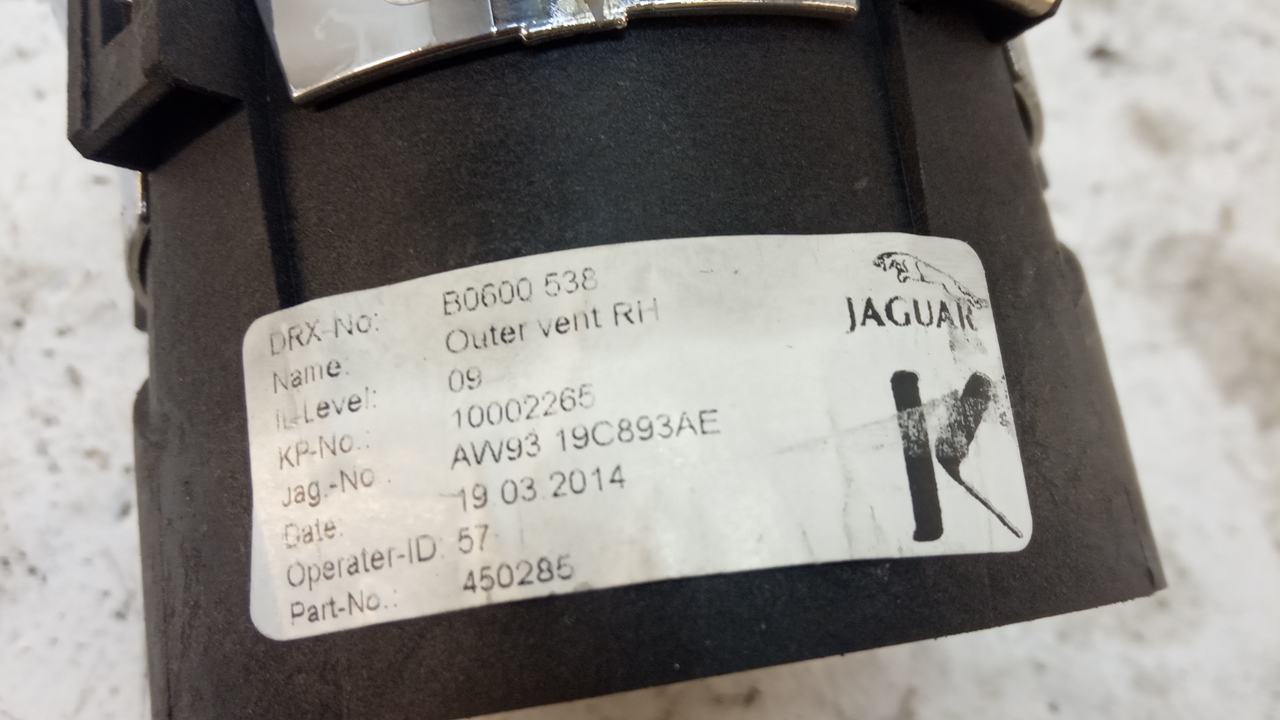 DRX-No: B0600 538
Name: Outer vent RH
IL-Level: 09
KP-No.: 10002265
Jag.-No.: AW93 19C893AE
Date: 19.03.2014
Operater-ID: 57
Part-No.: 450285
JAGUAR
K